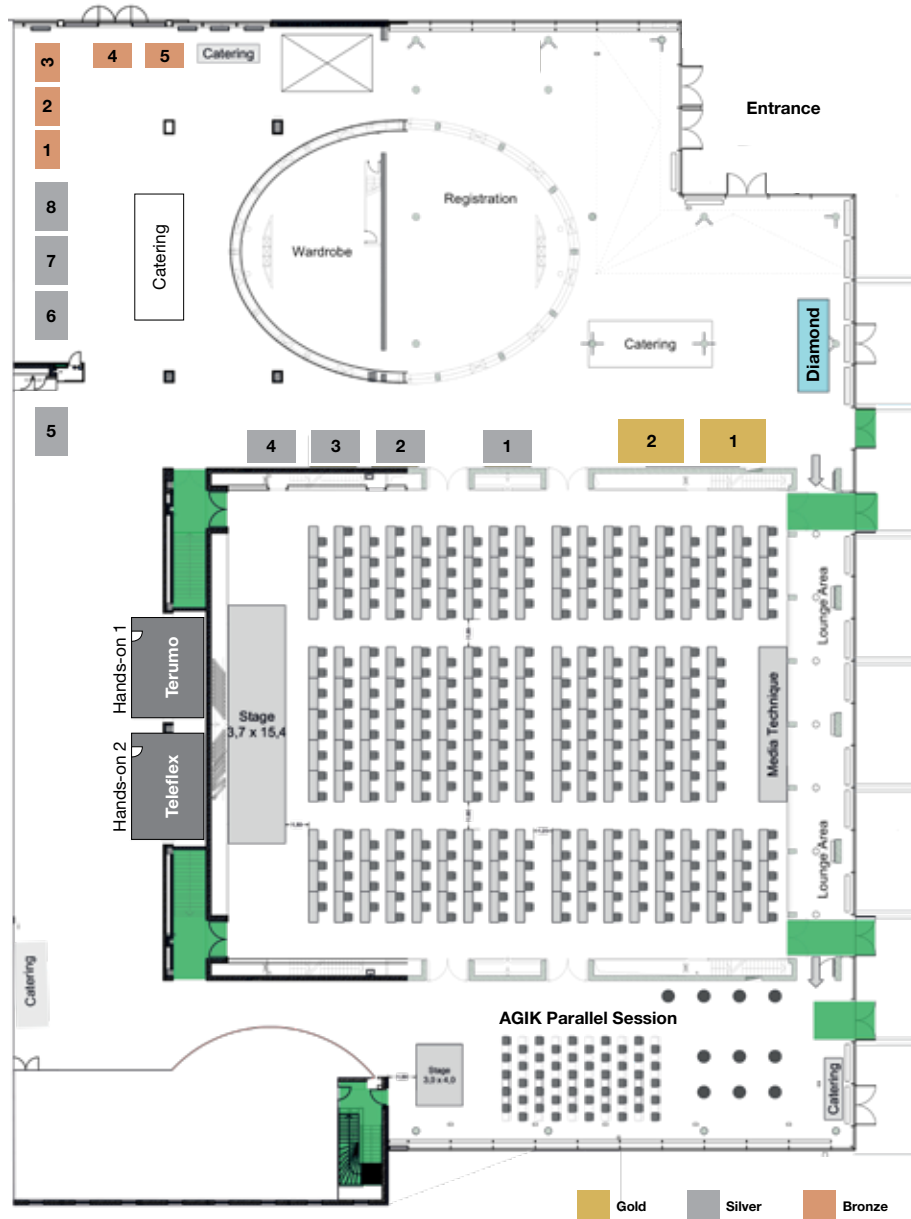 3
4
5
Catering
2
1
Entrance
8
7
6
Catering
Registration
Wardrobe
Catering
Diamond
5
4
3
2
1
2
1
Lounge Area
Hands-on 1
Terumo
Stage
3,7 x 15,4
Media Technique
Hands-on 2
Teleflex
Lounge Area
Catering
AGIK Parallel Session
Stage
3,0 x 4,0
Catering
Gold
Silver
Bronze